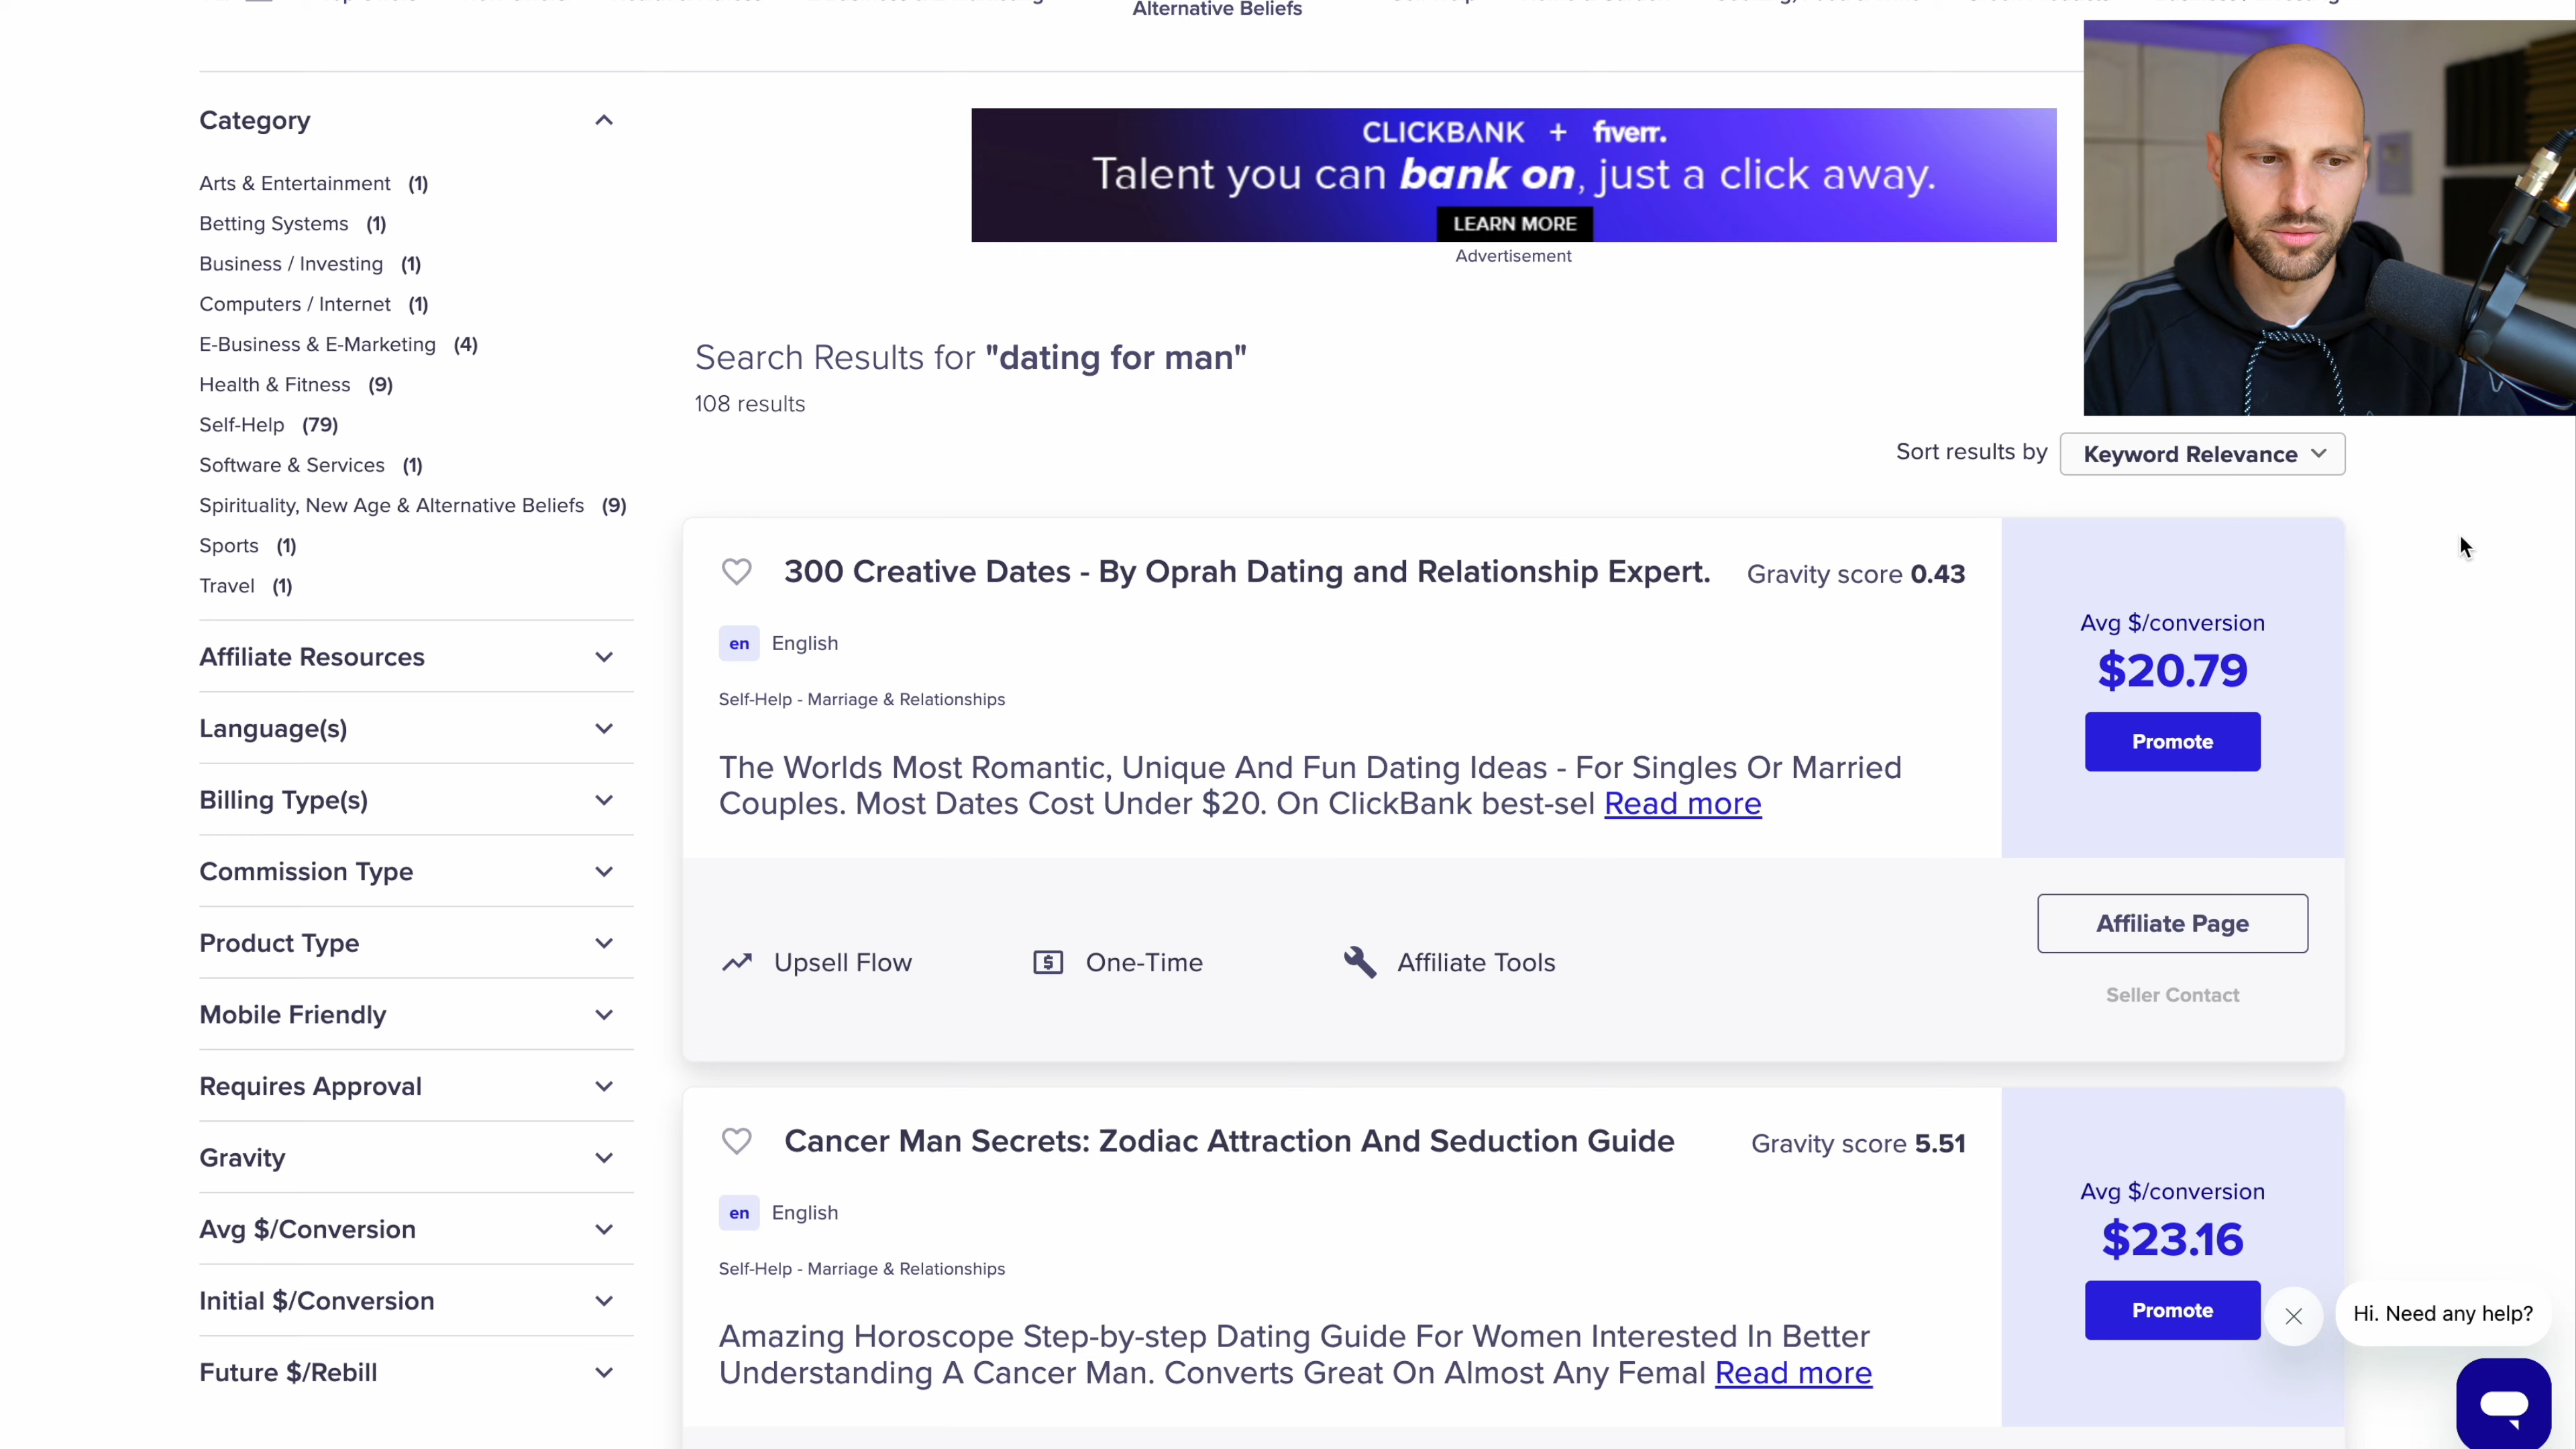 Alternative Beliefs
Category
Arts & Entertainment (1)
Betting Systems (1)
Business / Investing (1)
Computers / Internet (1)
E-Business & E-Marketing (4)
Health & Fitness (9)
Self-Help (79)
Software & Services (1)
Spirituality, New Age & Alternative Beliefs (9)
Sports (1)
Travel (1)
Affiliate Resources
Language(s)
Billing Type(s)
Commission Type
Product Type
Mobile Friendly
Requires Approval
Gravity
Avg $/Conversion
Initial $/Conversion
Future $/Rebill
CLICKBANK + fiverr.
Talent you can bank on, just a click away.
LEARN MORE
Advertisement
Search Results for "dating for man"
108 results
Sort results by Keyword Relevance
300 Creative Dates - By Oprah Dating and Relationship Expert. Gravity score 0.43
en English
Self-Help - Marriage & Relationships
The Worlds Most Romantic, Unique And Fun Dating Ideas - For Singles Or Married
Couples. Most Dates Cost Under $20. On ClickBank best-sel Read more
Avg $/conversion
$20.79
Promote
Upsell Flow One-Time Affiliate Tools
Affiliate Page
Seller Contact
Cancer Man Secrets: Zodiac Attraction And Seduction Guide Gravity score 5.51
en English
Self-Help - Marriage & Relationships
Amazing Horoscope Step-by-step Dating Guide For Women Interested In Better
Understanding A Cancer Man. Converts Great On Almost Any Femal Read more
Avg $/conversion
$23.16
Promote
Hi. Need any help?